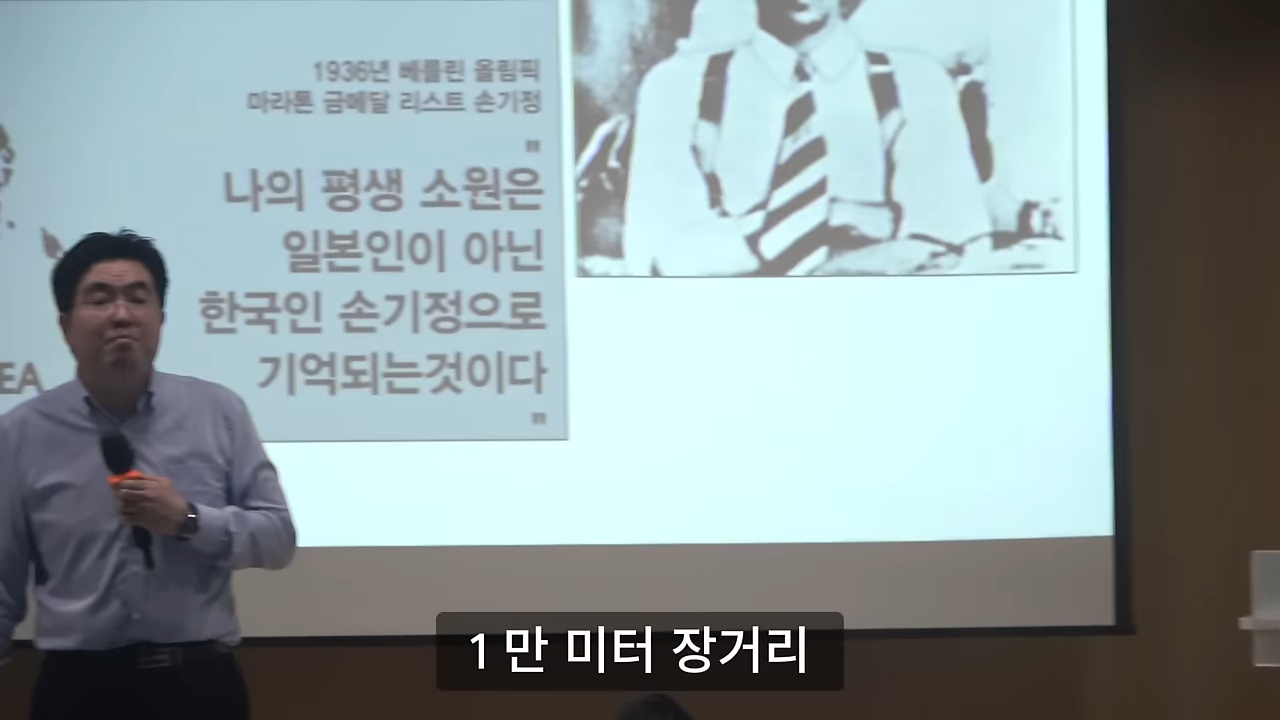 1936년 베를린 올림픽
마라톤 금메달 리스트 손기정
"
나의 평생 소원은
일본인이 아닌
한국인 손기정으로
기억되는것이다
"
EA
1만 미터 장거리